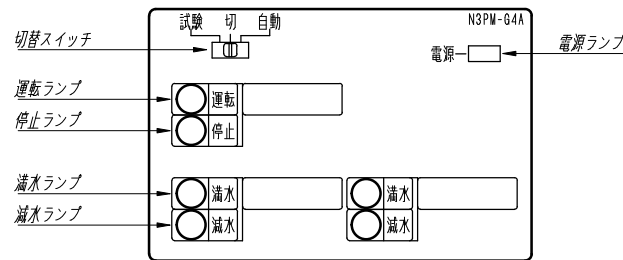 試験 切 自動 N3PM-G4A
切替スイッチ 電源 電源ランプ
運転ランプ 運転
停止ランプ 停止
満水ランプ 満水 満水
減水ランプ 減水 減水